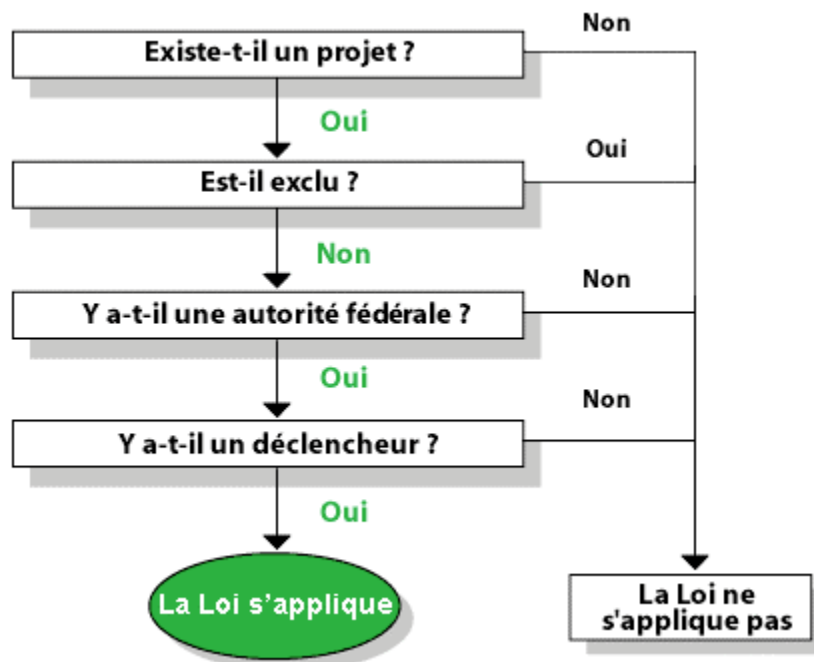 Non
Existe-t-il un projet ?
Oui
Oui
Est-il exclu ?
Non
Non
Y a-t-il une autorité fédérale ?
Oui
Non
Y a-t-il un déclencheur ?
Oui
La Loi s'applique
La Loi ne
s'applique pas